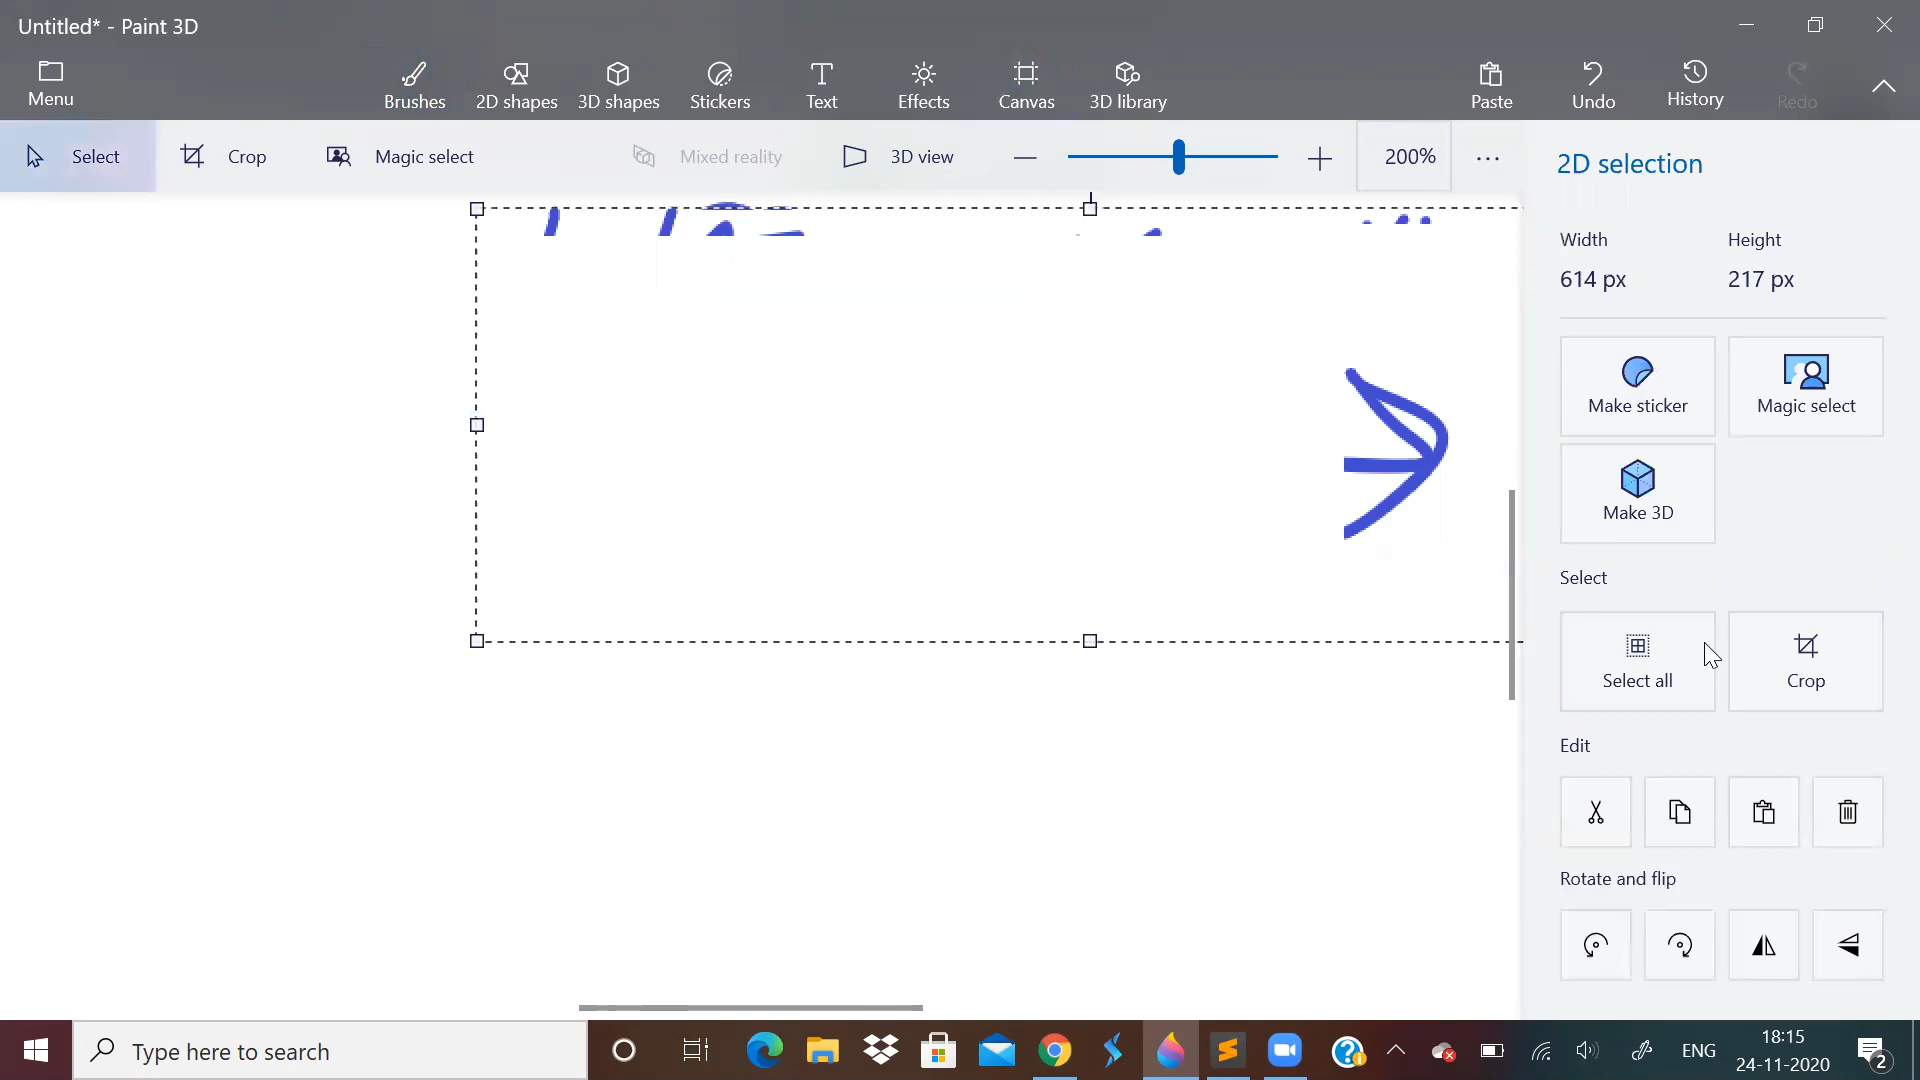 Untitled* - Paint 3D
Menu
Brushes
2D shapes
3D shapes
Stickers
Text
Effects
Canvas
3D library
Paste
Undo
History
Redo
Select
Crop
Magic select
Mixed reality
3D view
200%
2D selection
Width
Height
614 px
217 px
Make sticker
Magic select
Make 3D
Select
Select all
Crop
Edit
Rotate and flip
Type here to search
ENG
18:15
24-11-2020
2